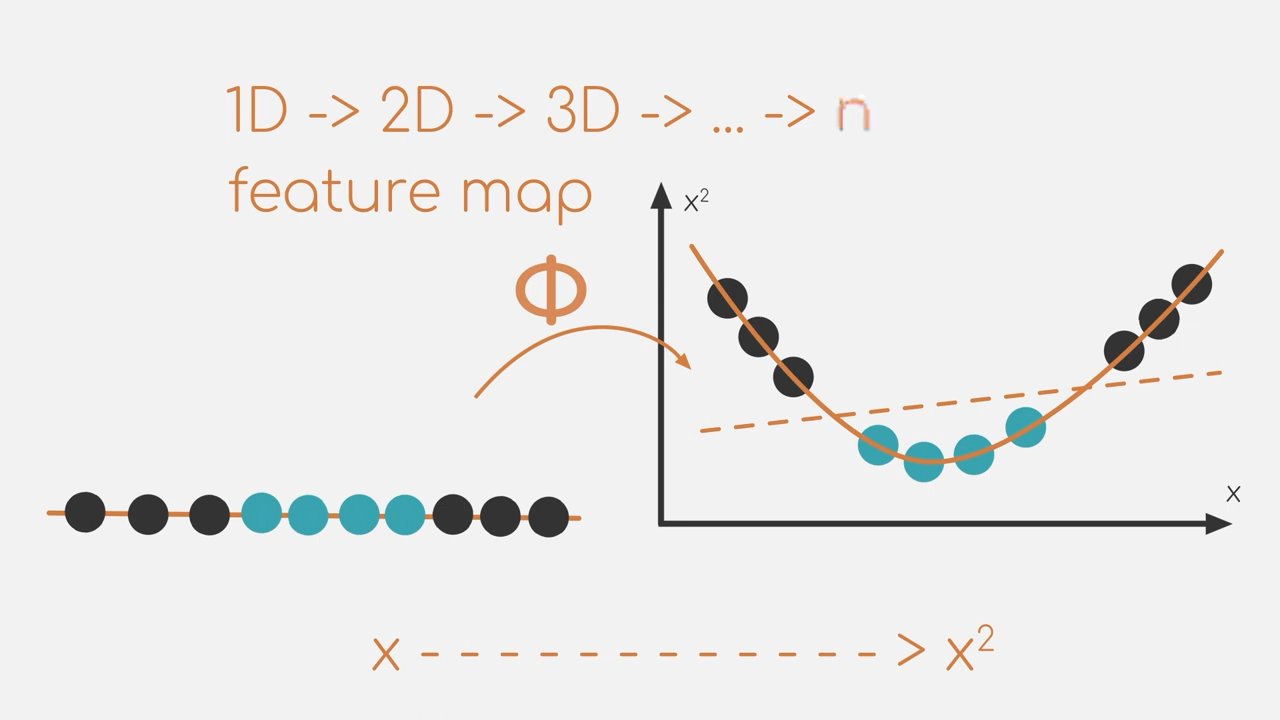 1D -> 2D -> 3D -> ... -> n
feature map
x²
Φ
x
x - - - - - - - - - - - - > x²